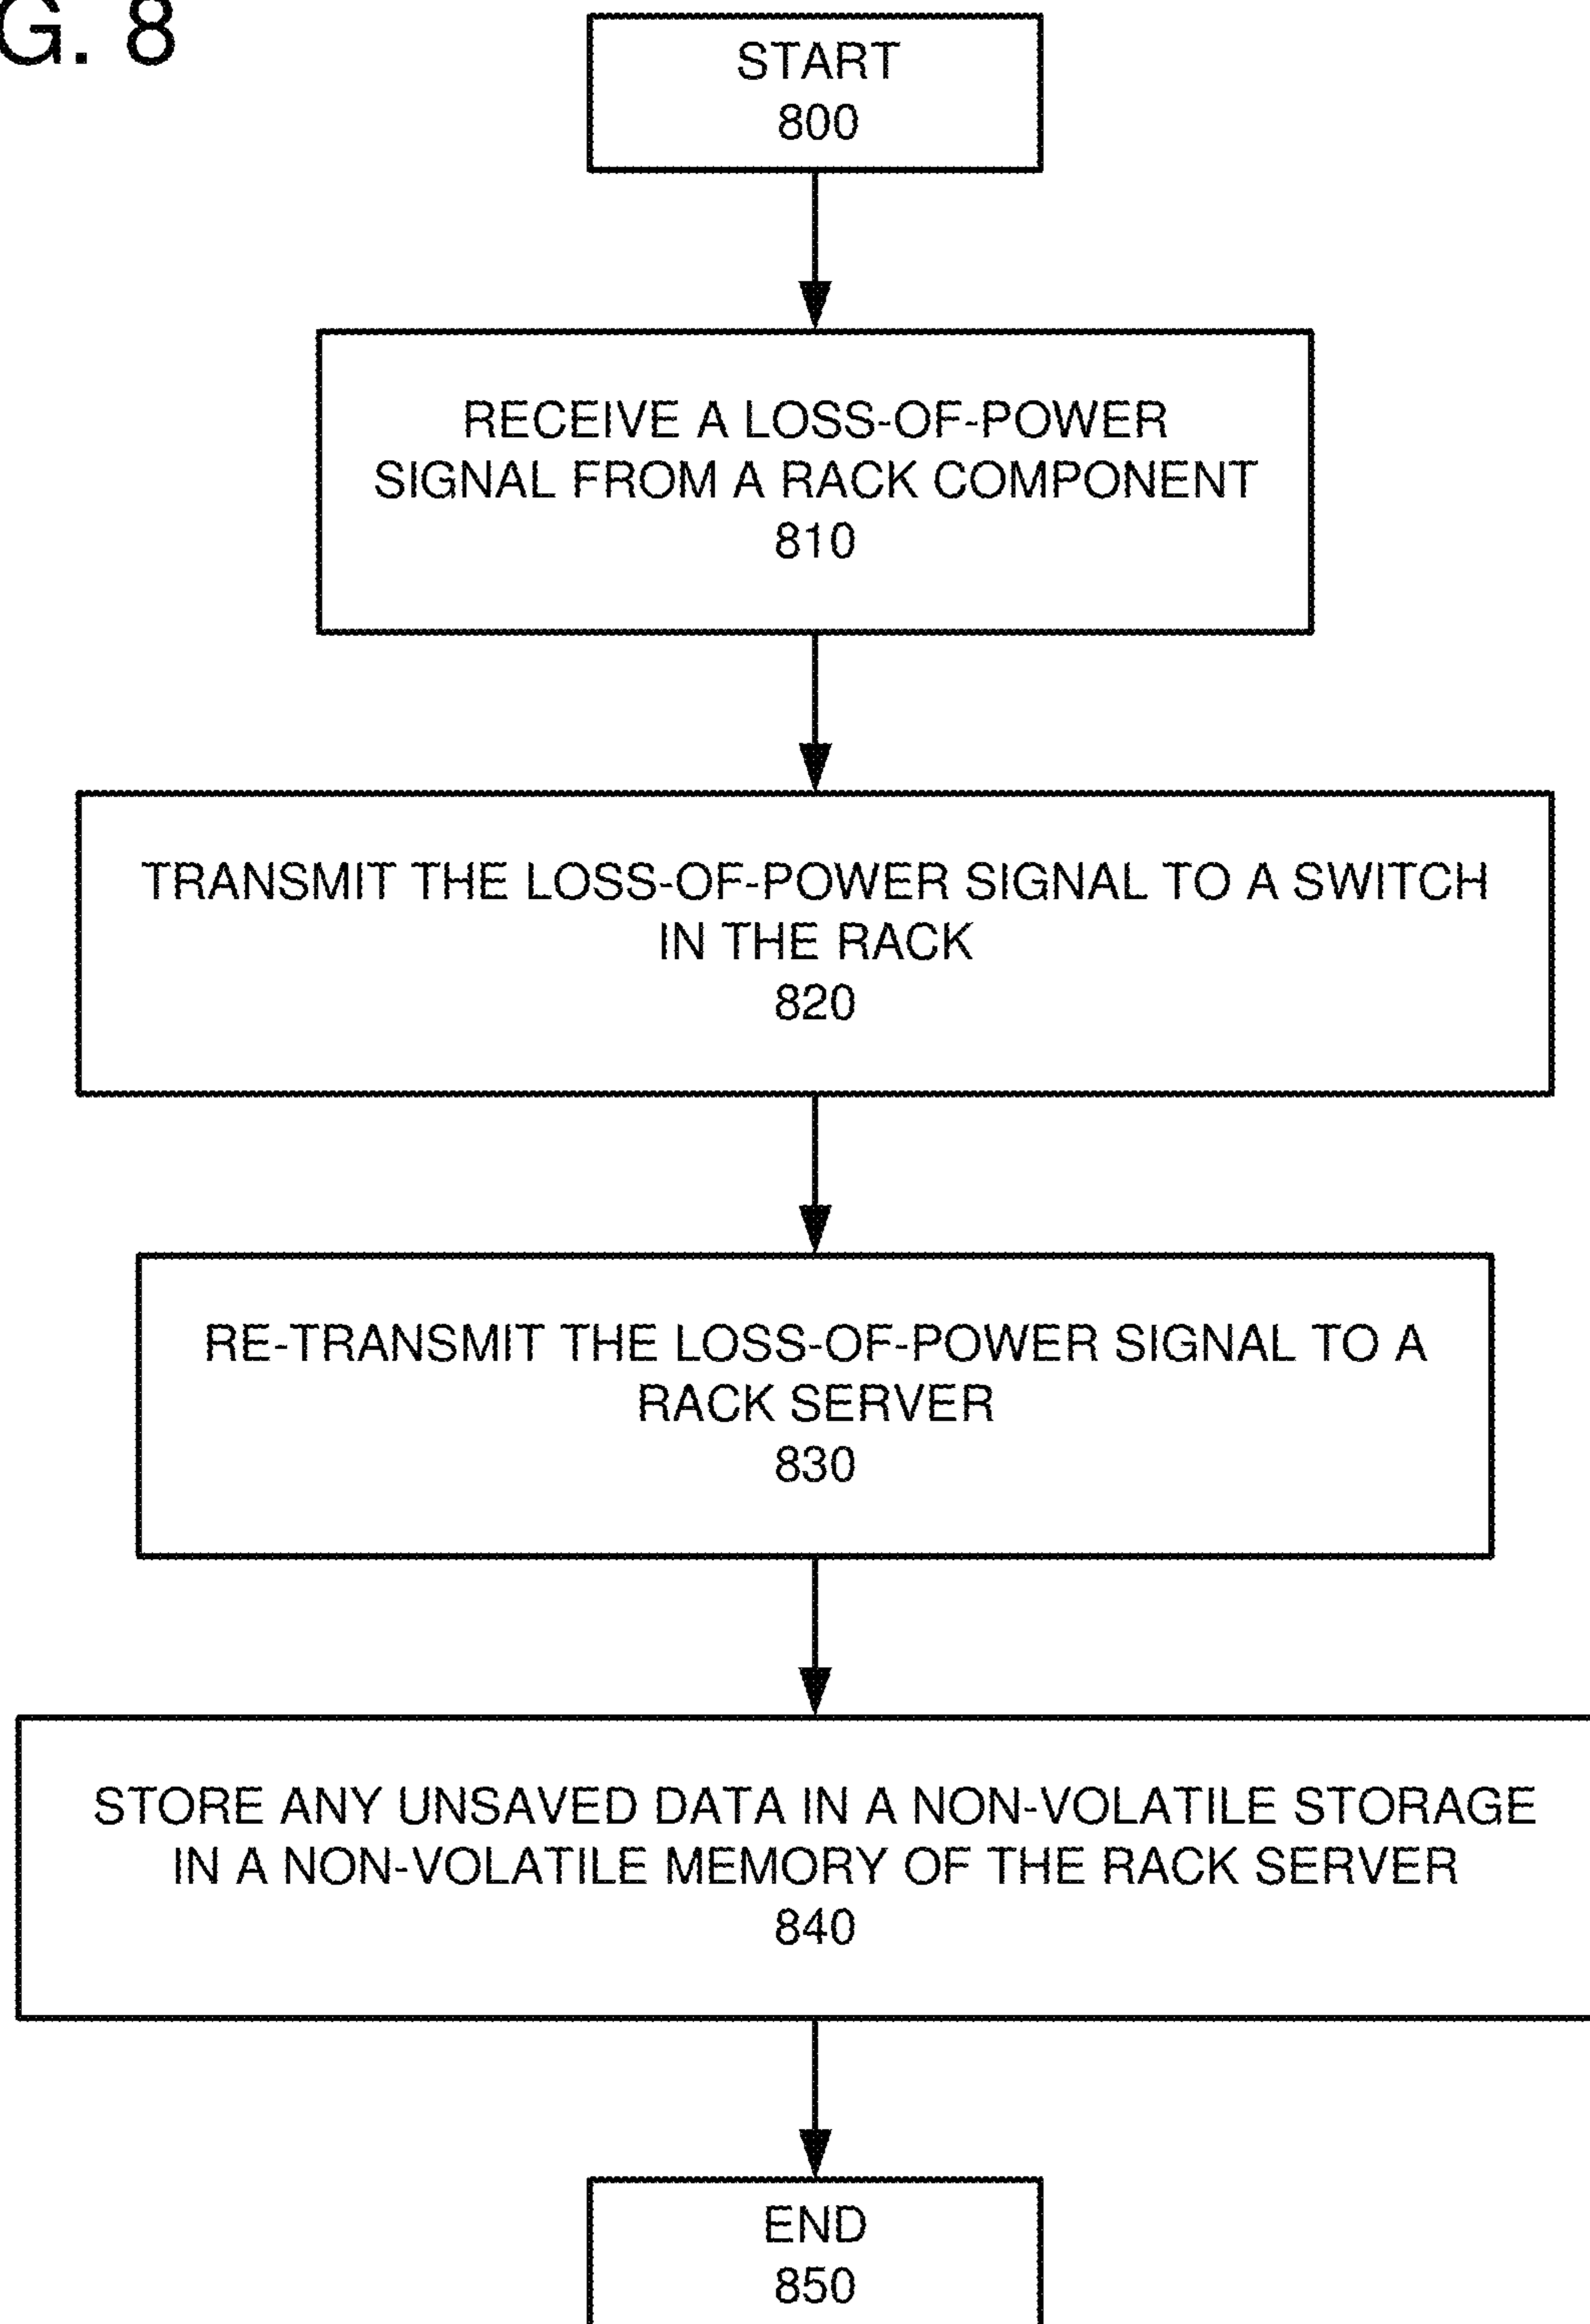 G. 8
START
800
RECEIVE A LOSS-OF-POWER
SIGNAL FROM A RACK COMPONENT
810
TRANSMIT THE LOSS-OF-POWER SIGNAL TO A SWITCH
IN THE RACK
820
RE-TRANSMIT THE LOSS-OF-POWER SIGNAL TO A
RACK SERVER
830
STORE ANY UNSAVED DATA IN A NON-VOLATILE STORAGE
IN A NON-VOLATILE MEMORY OF THE RACK SERVER
840
END
850